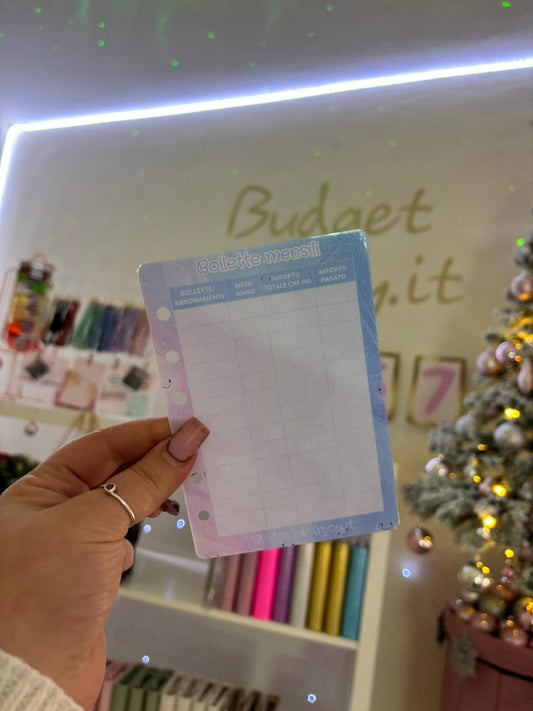 Budget
y.it
Bollette mensili
BOLLETTE/ ABBONAMENTI
MESE/ ANNO
IMPORTO TOTALE CHE HO
IMPORTO PAGATO
7